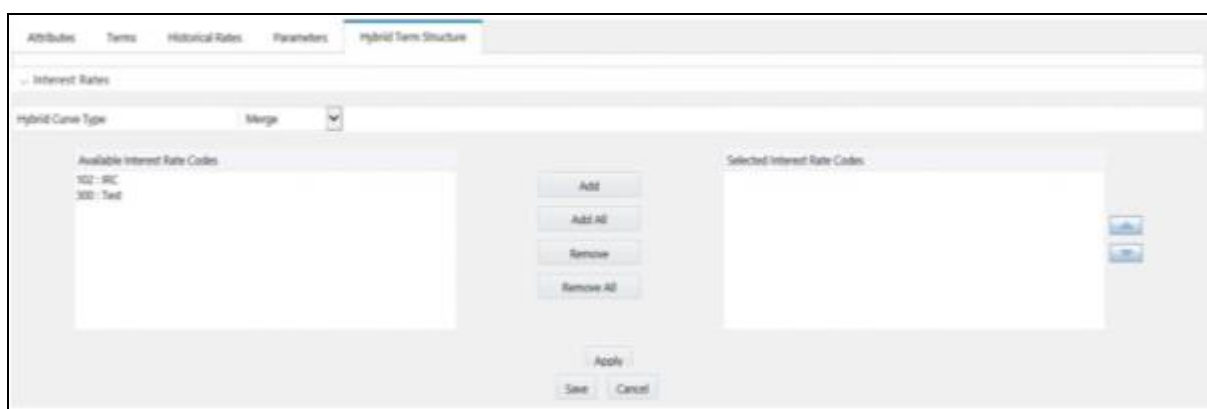 Attributes Terms Historical Rates Parameters Hybrid Term Structure
Interest Rates
Hybrid Curve Type Merge
Available Interest Rate Codes Selected Interest Rate Codes
102 : IRC
300 : Test
Add
Add All
Remove
Remove All
Apply
Save Cancel